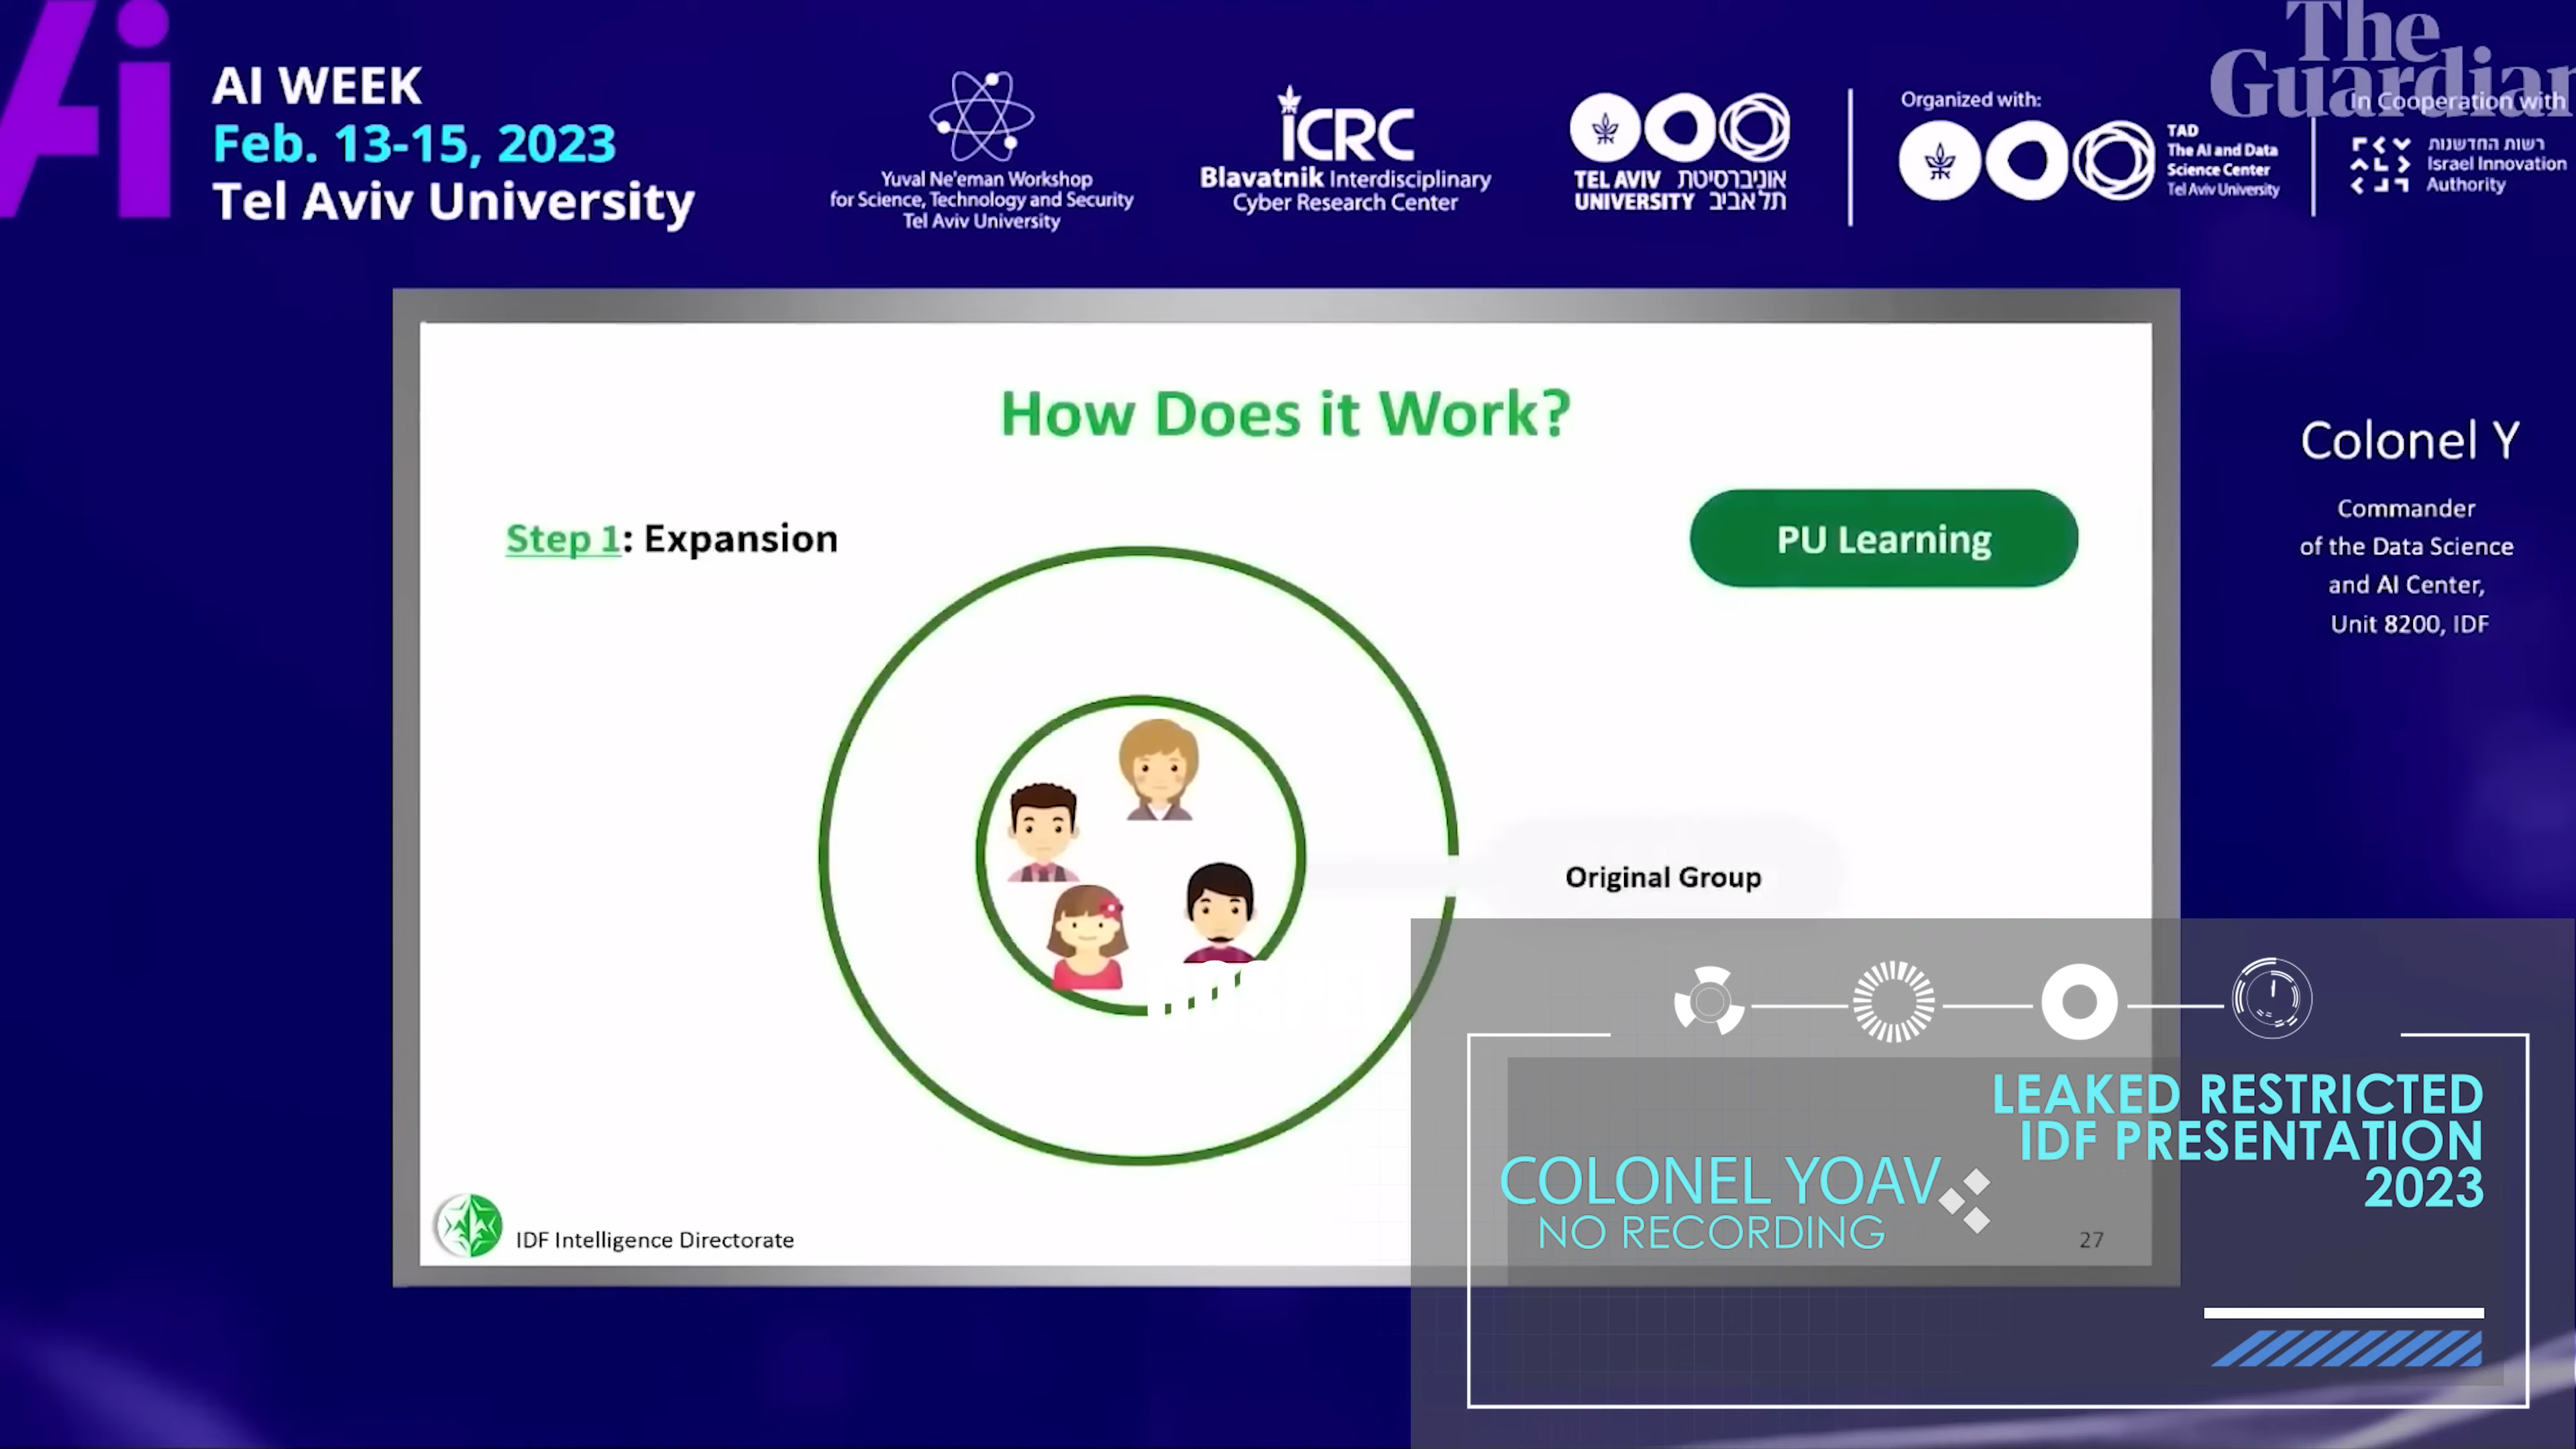 Ai
AI WEEK
Feb. 13-15, 2023
Tel Aviv University
Yuval Ne'eman Workshop
for Science, Technology and Security
Tel Aviv University
iCRC
Blavatnik Interdisciplinary
Cyber Research Center
TEL AVIV אוניברסיטת
UNIVERSITY תל אביב
Organized with:
TAD
The AI and Data
Science Center
Tel Aviv University
The
Guardian
In Cooperation with
רשות החדשנות
Israel Innovation
Authority
How Does it Work?
Step 1: Expansion
PU Learning
Original Group
IDF Intelligence Directorate
27
Colonel Y
Commander
of the Data Science
and AI Center,
Unit 8200, IDF
LEAKED RESTRICTED
IDF PRESENTATION
2023
COLONEL YOAV
NO RECORDING